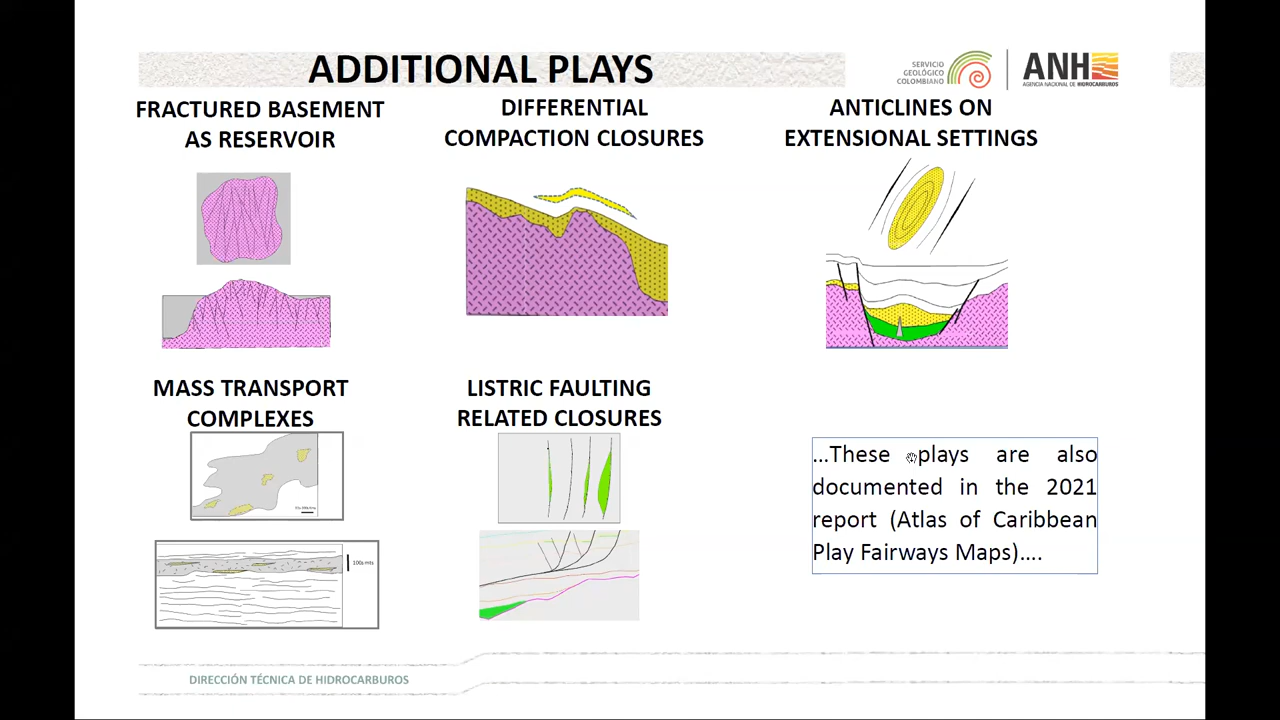 ADDITIONAL PLAYS
SERVICIO
GEOLÓGICO
COLOMBIANO
ANH
AGENCIA NACIONAL DE HIDROCARBUROS
FRACTURED BASEMENT
AS RESERVOIR
DIFFERENTIAL
COMPACTION CLOSURES
ANTICLINES ON
EXTENSIONAL SETTINGS
MASS TRANSPORT
COMPLEXES
LISTRIC FAULTING
RELATED CLOSURES
100s mts
...These plays are also
documented in the 2021
report (Atlas of Caribbean
Play Fairways Maps)....
DIRECCIÓN TÉCNICA DE HIDROCARBUROS